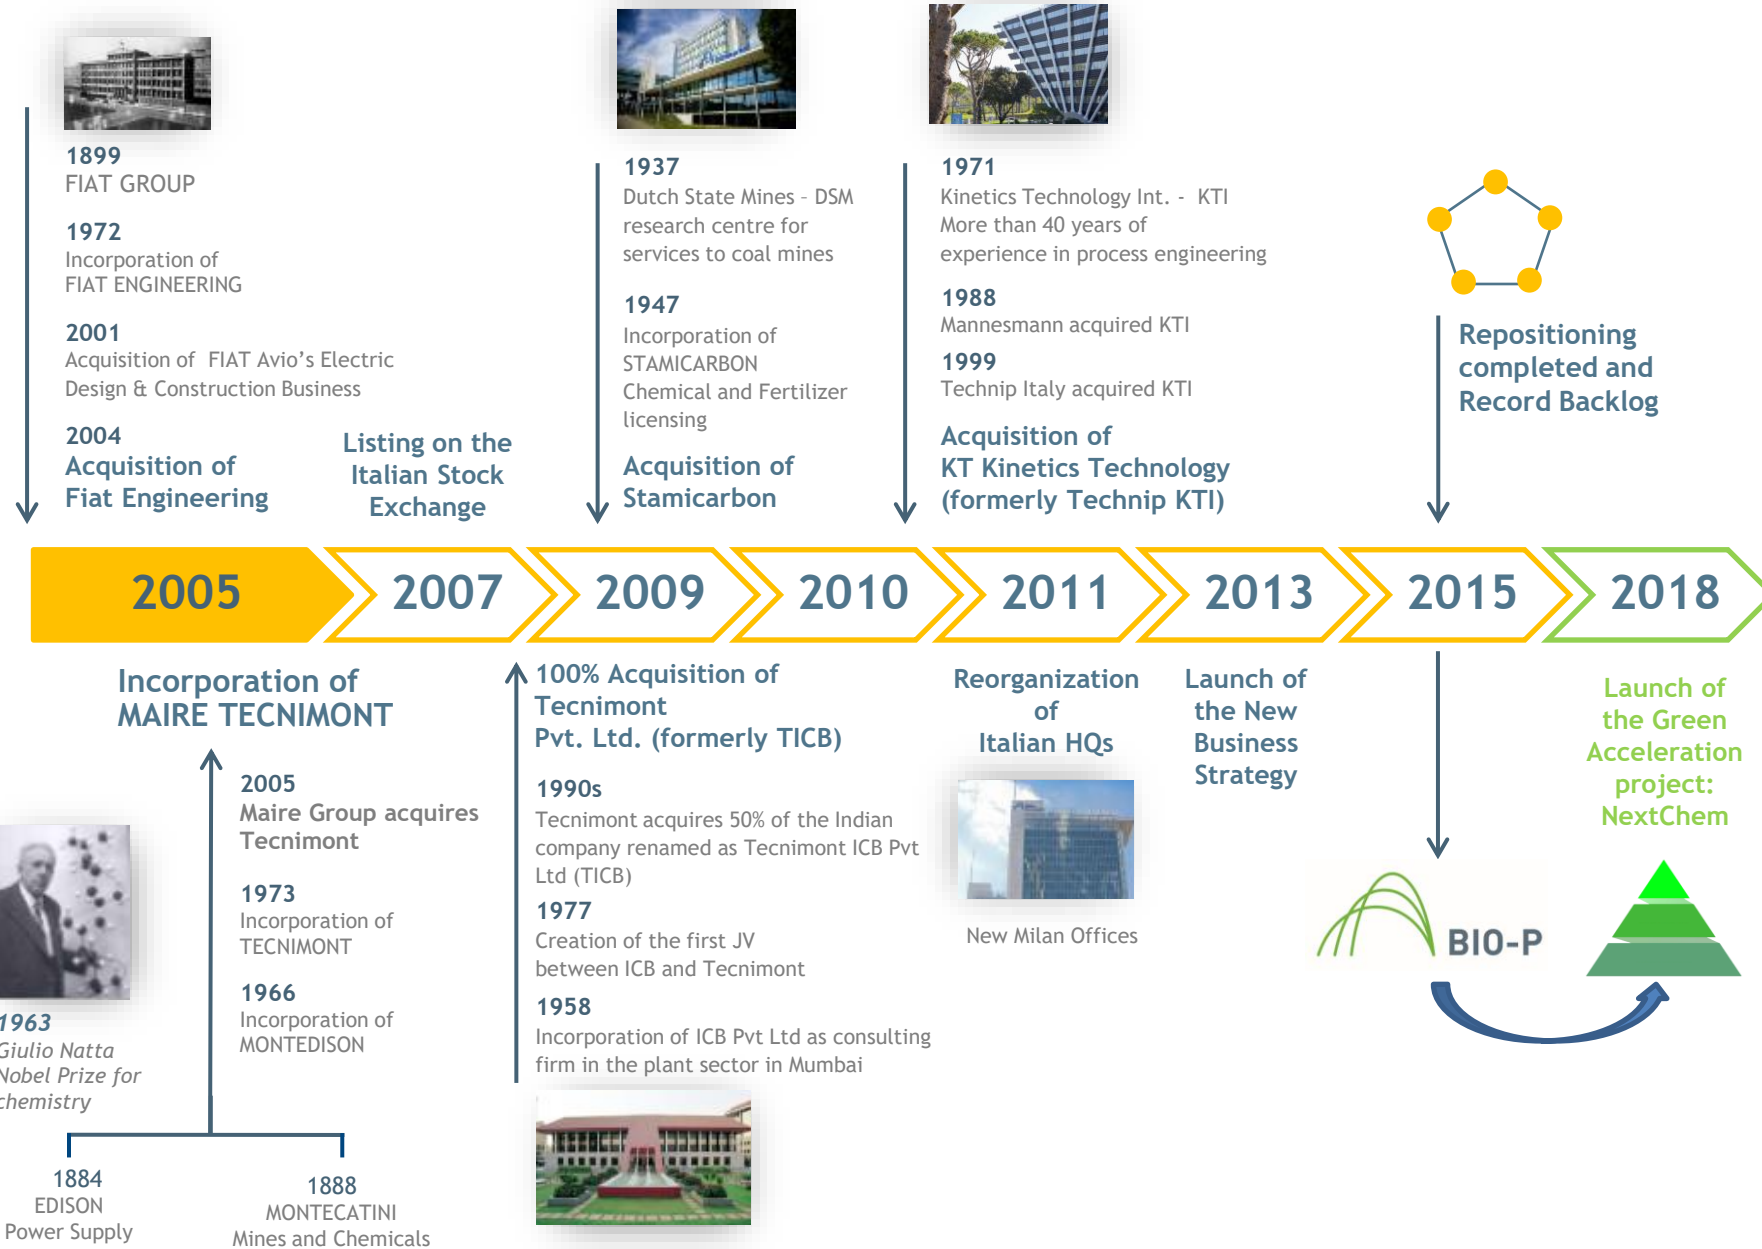 1899
FIAT GROUP
1972
Incorporation of
FIAT ENGINEERING
2001
Acquisition of FIAT Avio’s Electric
Design & Construction Business
2004
Acquisition of
Fiat Engineering
Listing on the
Italian Stock
Exchange
1937
Dutch State Mines – DSM
research centre for
services to coal mines
1947
Incorporation of
STAMICARBON
Chemical and Fertilizer
licensing
Acquisition of
Stamicarbon
1971
Kinetics Technology Int. - KTI
More than 40 years of
experience in process engineering
1988
Mannesmann acquired KTI
1999
Technip Italy acquired KTI
Acquisition of
KT Kinetics Technology
(formerly Technip KTI)
Repositioning
completed and
Record Backlog
2005
2007
2009
2010
2011
2013
2015
2018
Incorporation of
MAIRE TECNIMONT
2005
Maire Group acquires
Tecnimont
1973
Incorporation of
TECNIMONT
1966
Incorporation of
MONTEDISON
1963
Giulio Natta
Nobel Prize for
chemistry
1884
EDISON
Power Supply
1888
MONTECATINI
Mines and Chemicals
100% Acquisition of
Tecnimont
Pvt. Ltd. (formerly TICB)
1990s
Tecnimont acquires 50% of the Indian
company renamed as Tecnimont ICB Pvt
Ltd (TICB)
1977
Creation of the first JV
between ICB and Tecnimont
1958
Incorporation of ICB Pvt Ltd as consulting
firm in the plant sector in Mumbai
Reorganization
of
Italian HQs
New Milan Offices
Launch of
the New
Business
Strategy
BIO-P
Launch of
the Green
Acceleration
project:
NextChem